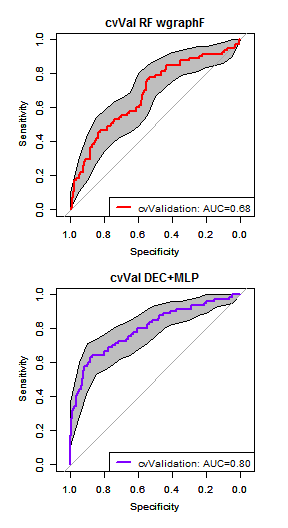 cvVal RF wgraphF
1.0
0.8
0.6
0.4
0.2
0.0
Sensitivity
cvValidation: AUC=0.68
1.0 0.8 0.6 0.4 0.2 0.0
Specificity
cvVal DEC+MLP
1.0
0.8
0.6
0.4
0.2
0.0
Sensitivity
cvValidation: AUC=0.80
1.0 0.8 0.6 0.4 0.2 0.0
Specificity